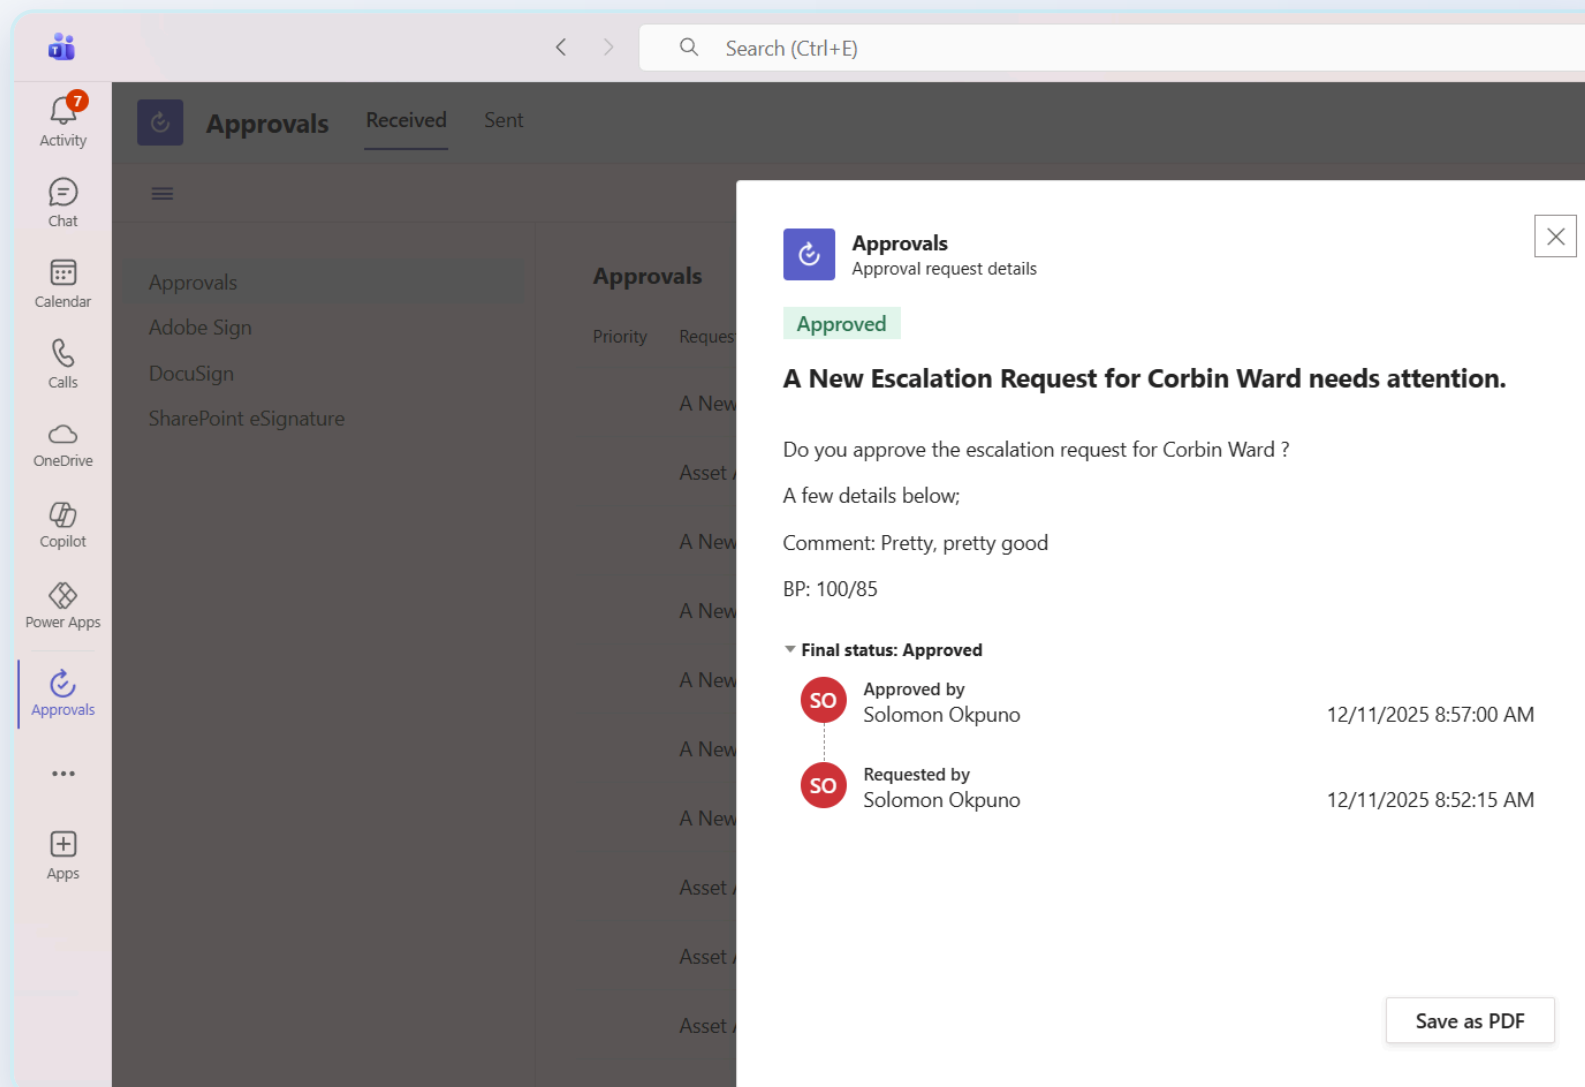 Search (Ctrl+E)
7
Activity
Chat
Calendar
Calls
OneDrive
Copilot
Power Apps
Approvals
Apps
Approvals
Received
Sent
Approvals
Adobe Sign
DocuSign
SharePoint eSignature
Approvals
Priority
A New
Asset
A New
A New
A New
A New
A New
Asset
Asset
Asset
Approvals
Approval request details
Approved
A New Escalation Request for Corbin Ward needs attention.
Do you approve the escalation request for Corbin Ward ?
A few details below;
Comment: Pretty, pretty good
BP: 100/85
Final status: Approved
SO
Approved by
Solomon Okpuno
12/11/2025 8:57:00 AM
SO
Requested by
Solomon Okpuno
12/11/2025 8:52:15 AM
Save as PDF